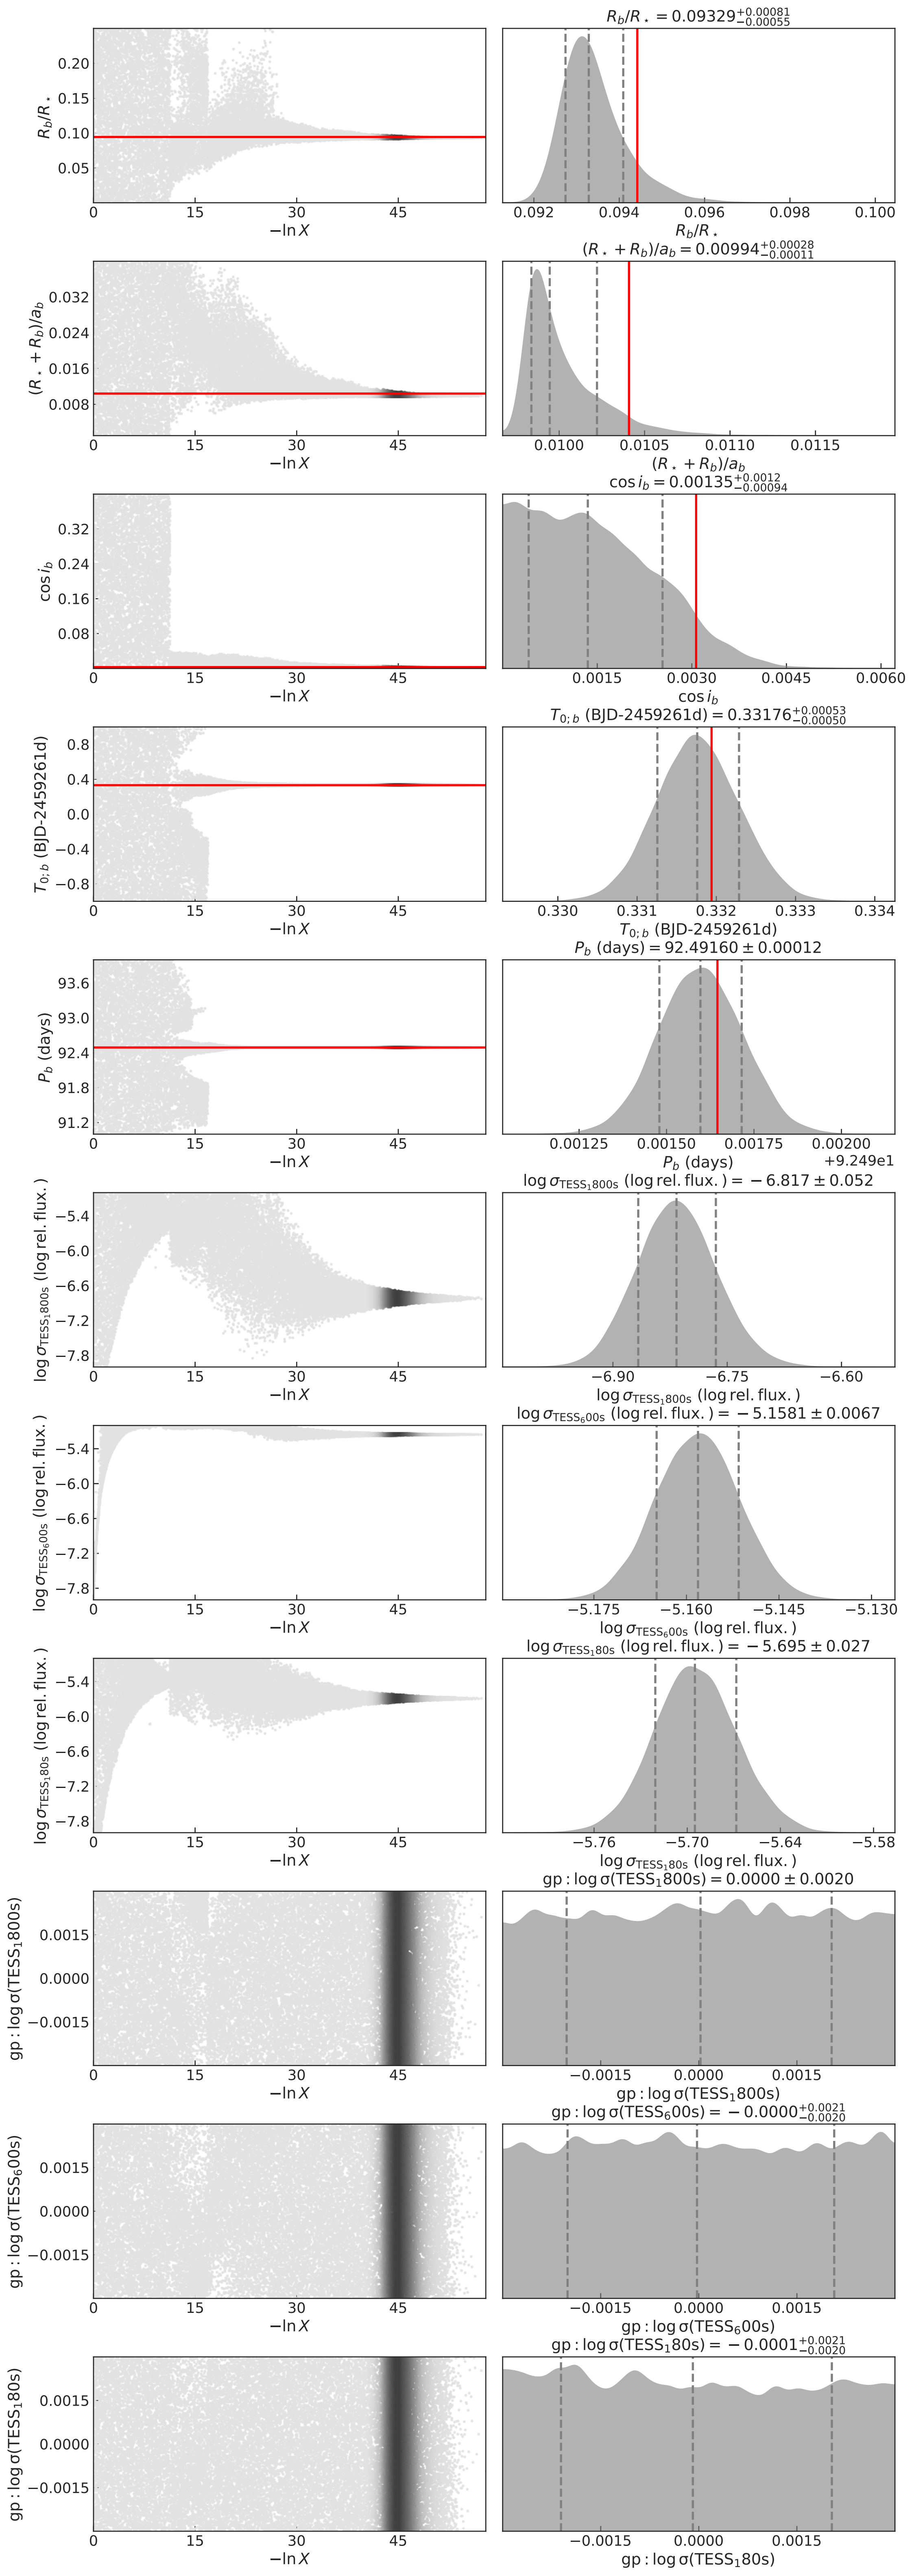 R_b/R_⋆ = 0.09329^{+0.00081}_{-0.00055}
R_b/R_⋆
0.20
0.15
0.10
0.05
0 15 30 45
−ln X
0.092 0.094 0.096 0.098 0.100
R_b/R_⋆
(R_⋆ + R_b)/a_b = 0.00994^{+0.00028}_{-0.00011}
(R_⋆ + R_b)/a_b
0.032
0.024
0.016
0.008
0 15 30 45
−ln X
0.0100 0.0105 0.0110 0.0115
(R_⋆ + R_b)/a_b
cos i_b = 0.00135^{+0.0012}_{-0.00094}
cos i_b
0.32
0.24
0.16
0.08
0 15 30 45
−ln X
0.0015 0.0030 0.0045 0.0060
cos i_b
T_{0;b} (BJD-2459261d) = 0.33176^{+0.00053}_{-0.00050}
T_{0;b} (BJD-2459261d)
0.8
0.4
0.0
−0.4
−0.8
0 15 30 45
−ln X
0.330 0.331 0.332 0.333 0.334
T_{0;b} (BJD-2459261d)
P_b (days) = 92.49160 ± 0.00012
P_b (days)
93.6
93.0
92.4
91.8
91.2
0 15 30 45
−ln X
0.00125 0.00150 0.00175 0.00200
P_b (days)
+9.249e1
log σ_{TESS_1800s} (log rel. flux.) = −6.817 ± 0.052
log σ_{TESS_1800s} (log rel. flux.)
−5.4
−6.0
−6.6
−7.2
−7.8
0 15 30 45
−ln X
−6.90 −6.75 −6.60
log σ_{TESS_1800s} (log rel. flux.)
log σ_{TESS_600s} (log rel. flux.) = −5.1581 ± 0.0067
log σ_{TESS_600s} (log rel. flux.)
−5.4
−6.0
−6.6
−7.2
−7.8
0 15 30 45
−ln X
−5.175 −5.160 −5.145 −5.130
log σ_{TESS_600s} (log rel. flux.)
log σ_{TESS_180s} (log rel. flux.) = −5.695 ± 0.027
log σ_{TESS_180s} (log rel. flux.)
−5.4
−6.0
−6.6
−7.2
−7.8
0 15 30 45
−ln X
−5.76 −5.70 −5.64 −5.58
log σ_{TESS_180s} (log rel. flux.)
gp: log σ(TESS_1800s) = 0.0000 ± 0.0020
gp: log σ(TESS_1800s)
0.0015
0.0000
−0.0015
0 15 30 45
−ln X
−0.0015 0.0000 0.0015
gp: log σ(TESS_1800s)
gp: log σ(TESS_600s) = −0.0000^{+0.0021}_{-0.0020}
gp: log σ(TESS_600s)
0.0015
0.0000
−0.0015
0 15 30 45
−ln X
−0.0015 0.0000 0.0015
gp: log σ(TESS_600s)
gp: log σ(TESS_180s) = −0.0001^{+0.0021}_{-0.0020}
gp: log σ(TESS_180s)
0.0015
0.0000
−0.0015
0 15 30 45
−ln X
−0.0015 0.0000 0.0015
gp: log σ(TESS_180s)